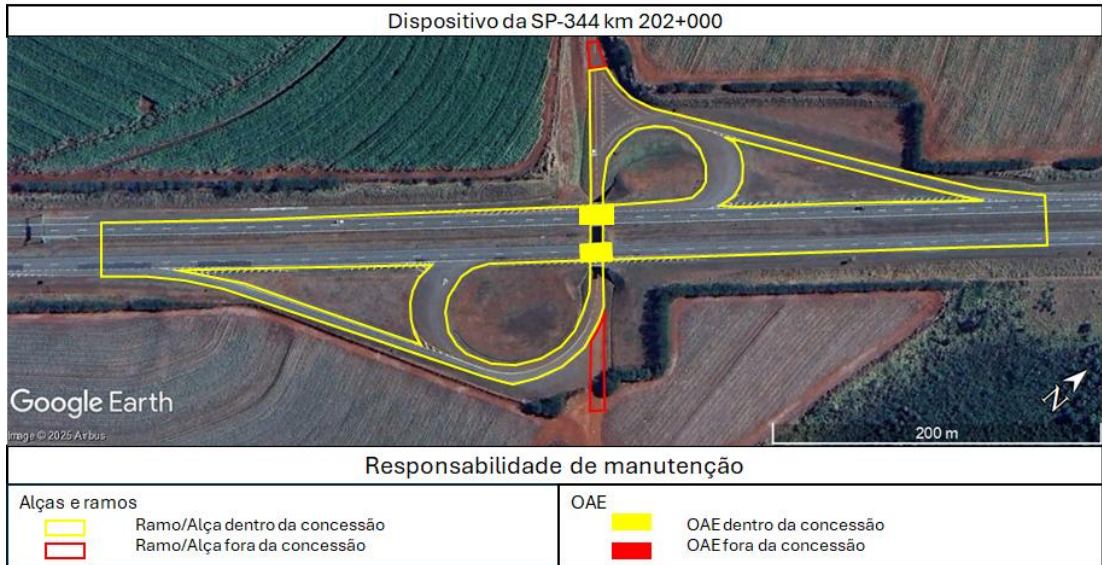 Dispositivo da SP-344 km 202+000
Google Earth
Image © 2025 Airbus
N
200 m
Responsabilidade de manutenção
Alças e ramos
Ramo/Alça dentro da concessão
Ramo/Alça fora da concessão
OAE
OAE dentro da concessão
OAE fora da concessão